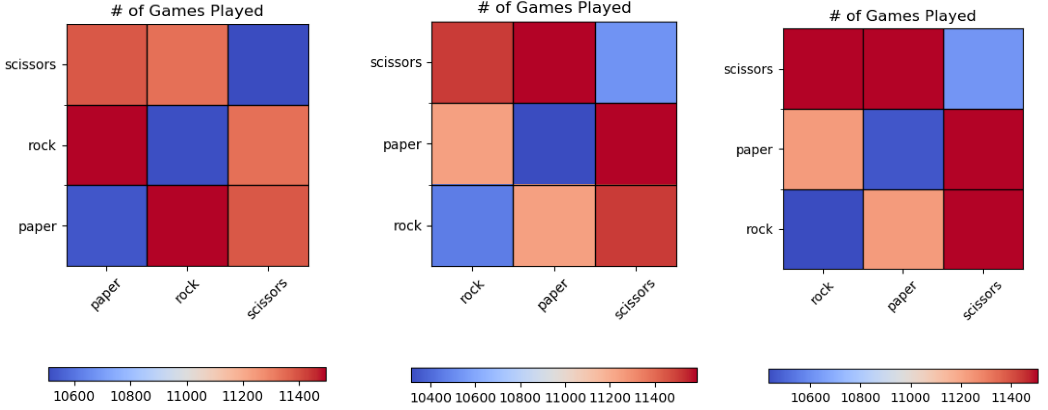 # of Games Played
scissors
rock
paper
paper rock scissors
10600 10800 11000 11200 11400
# of Games Played
scissors
paper
rock
rock paper scissors
10400 10600 10800 11000 11200 11400
# of Games Played
scissors
paper
rock
rock paper scissors
10600 10800 11000 11200 11400